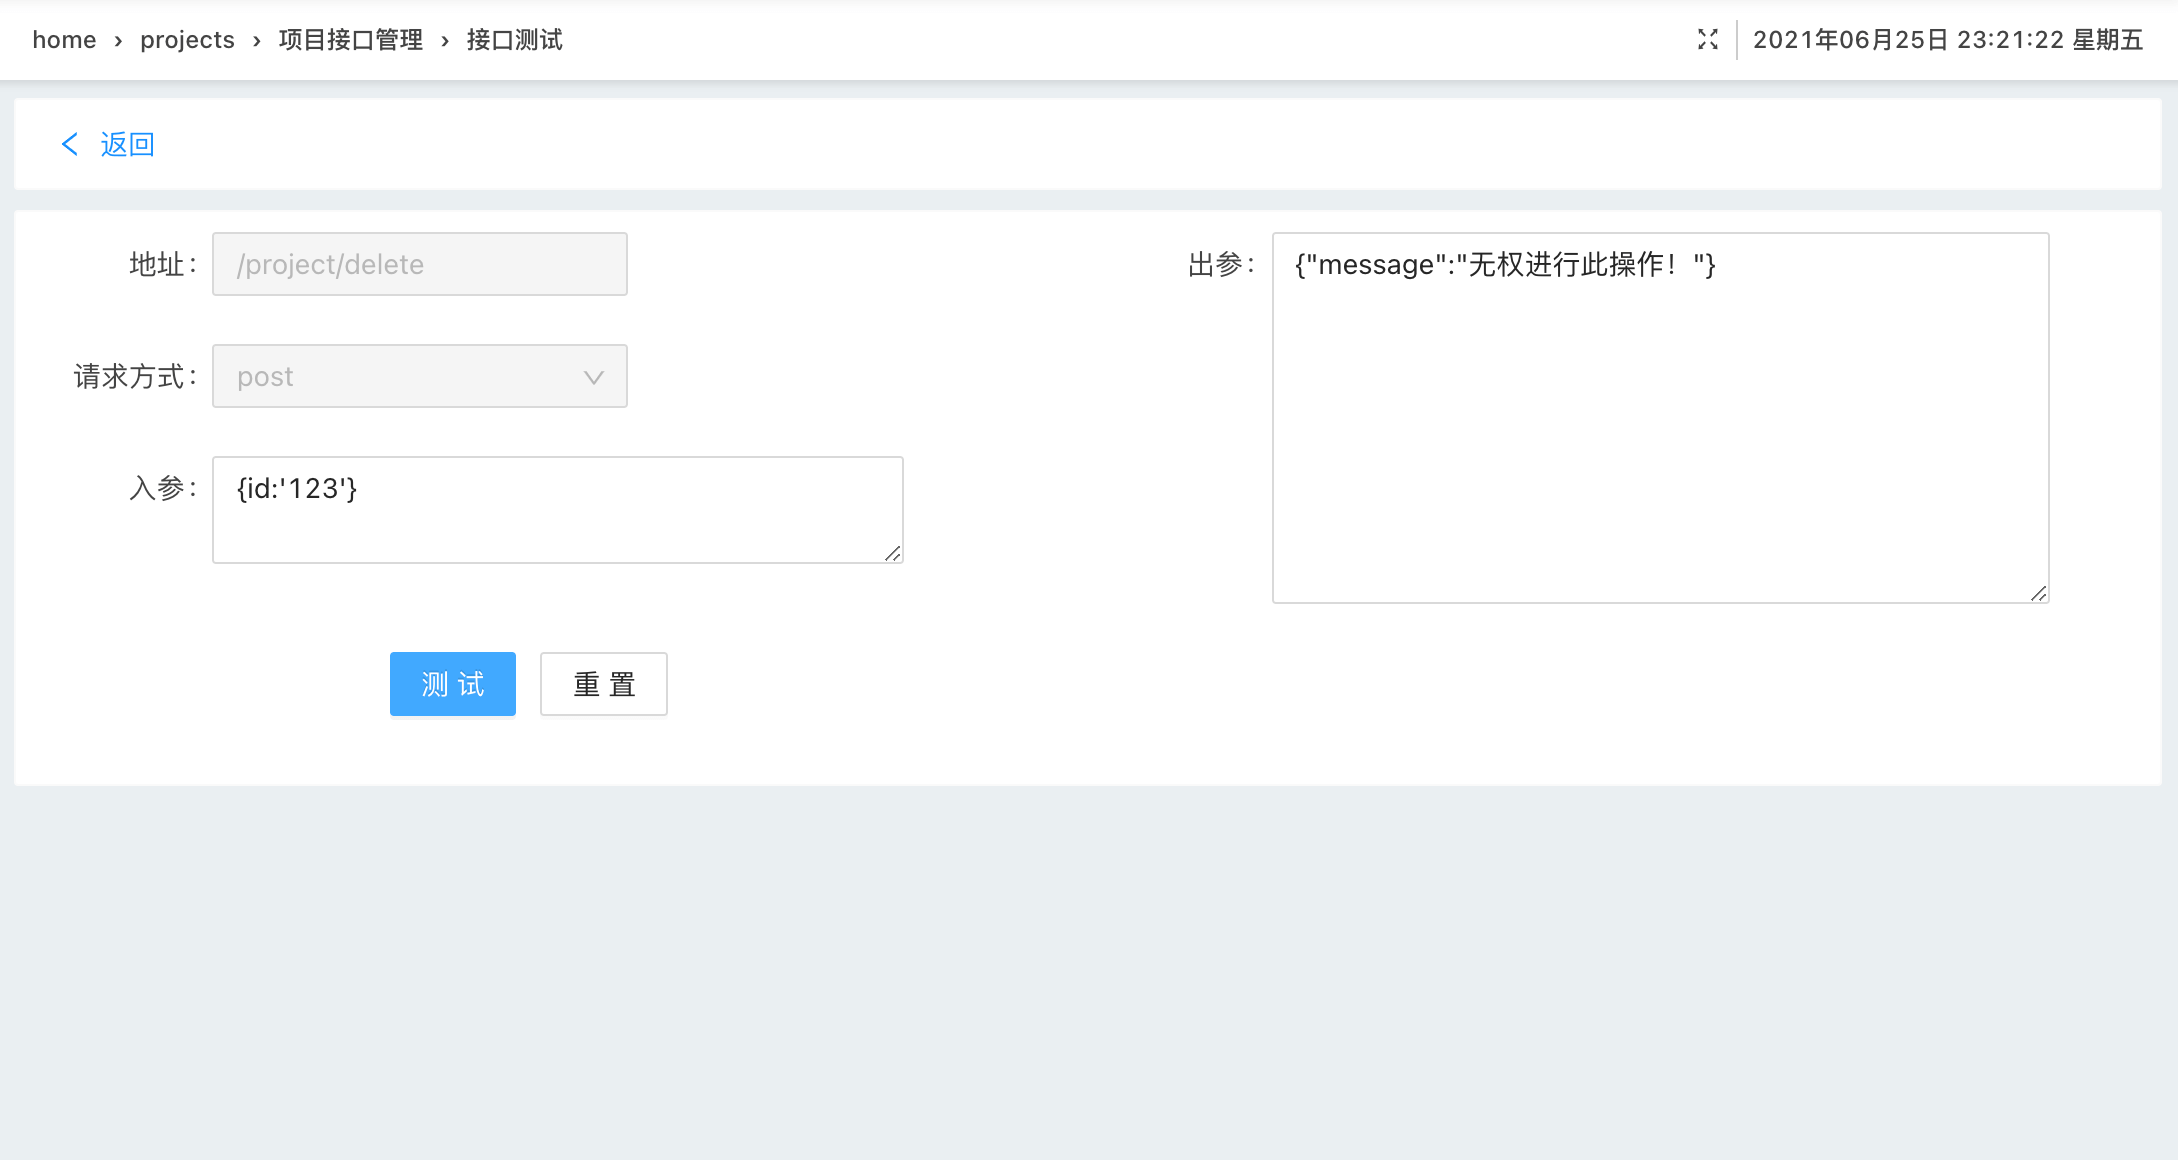 home › projects › 项目接口管理 › 接口测试
2021年06月25日 23:21:22 星期五
返回
地址：
/project/delete
请求方式：
post
入参：
{id:'123'}
测 试
重 置
出参：
{"message":"无权进行此操作！"}